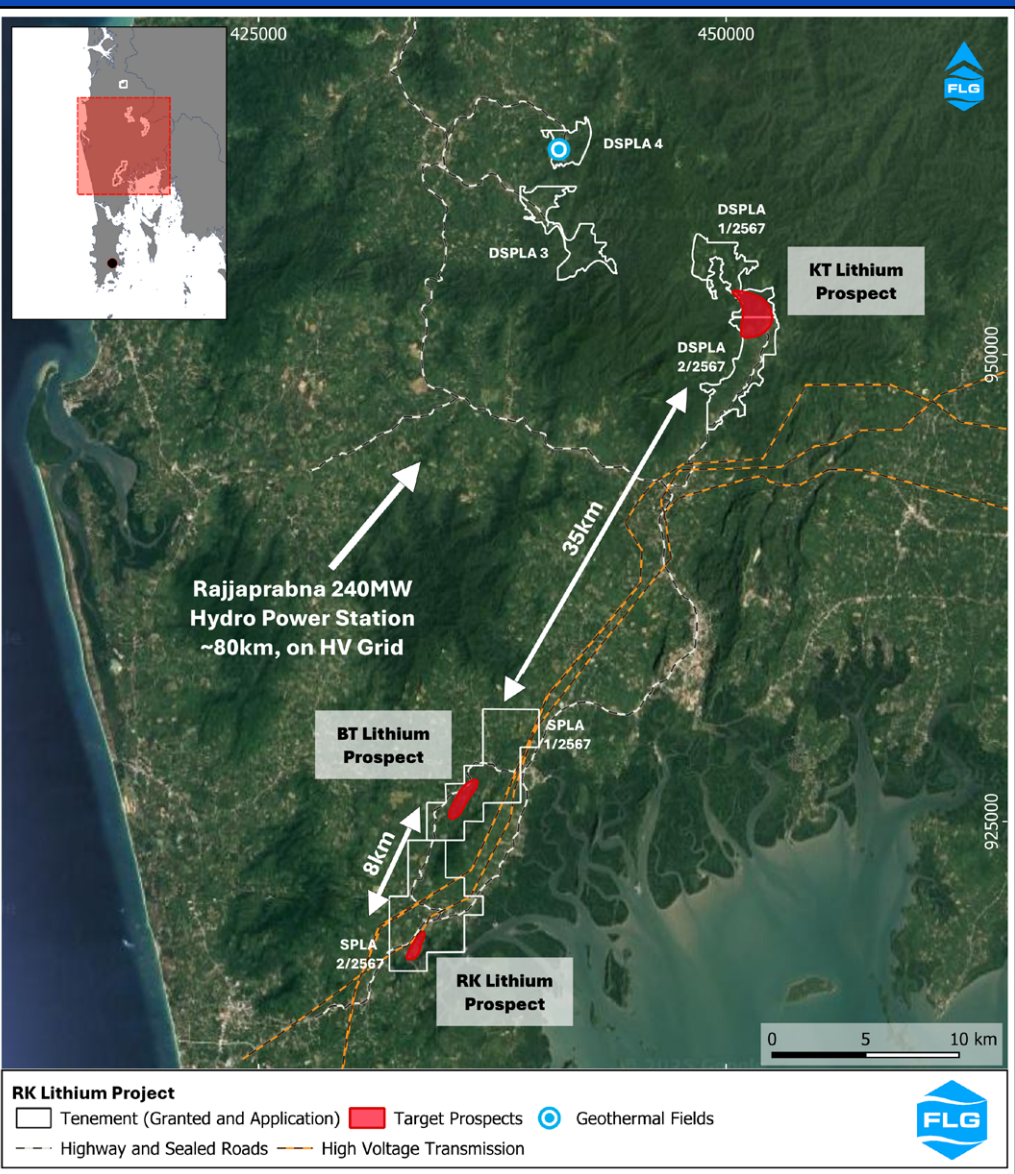 425000
450000
FLG
DSPLA 4
DSPLA
1/2567
DSPLA 3
KT Lithium
Prospect
DSPLA
2/2567
950000
35km
Rajjaprabna 240MW
Hydro Power Station
~80km, on HV Grid
BT Lithium
Prospect
SPLA
1/2567
925000
8km
SPLA
2/2567
RK Lithium
Prospect
0 5 10 km
RK Lithium Project
Tenement (Granted and Application) Target Prospects Geothermal Fields
Highway and Sealed Roads High Voltage Transmission
FLG